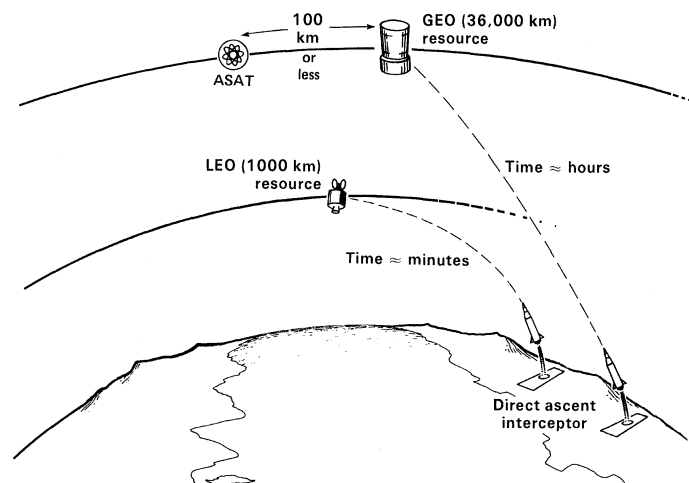 100
km
or
less
GEO (36,000 km)
resource
ASAT
LEO (1000 km)
resource
Time ≈ hours
Time ≈ minutes
Direct ascent
interceptor